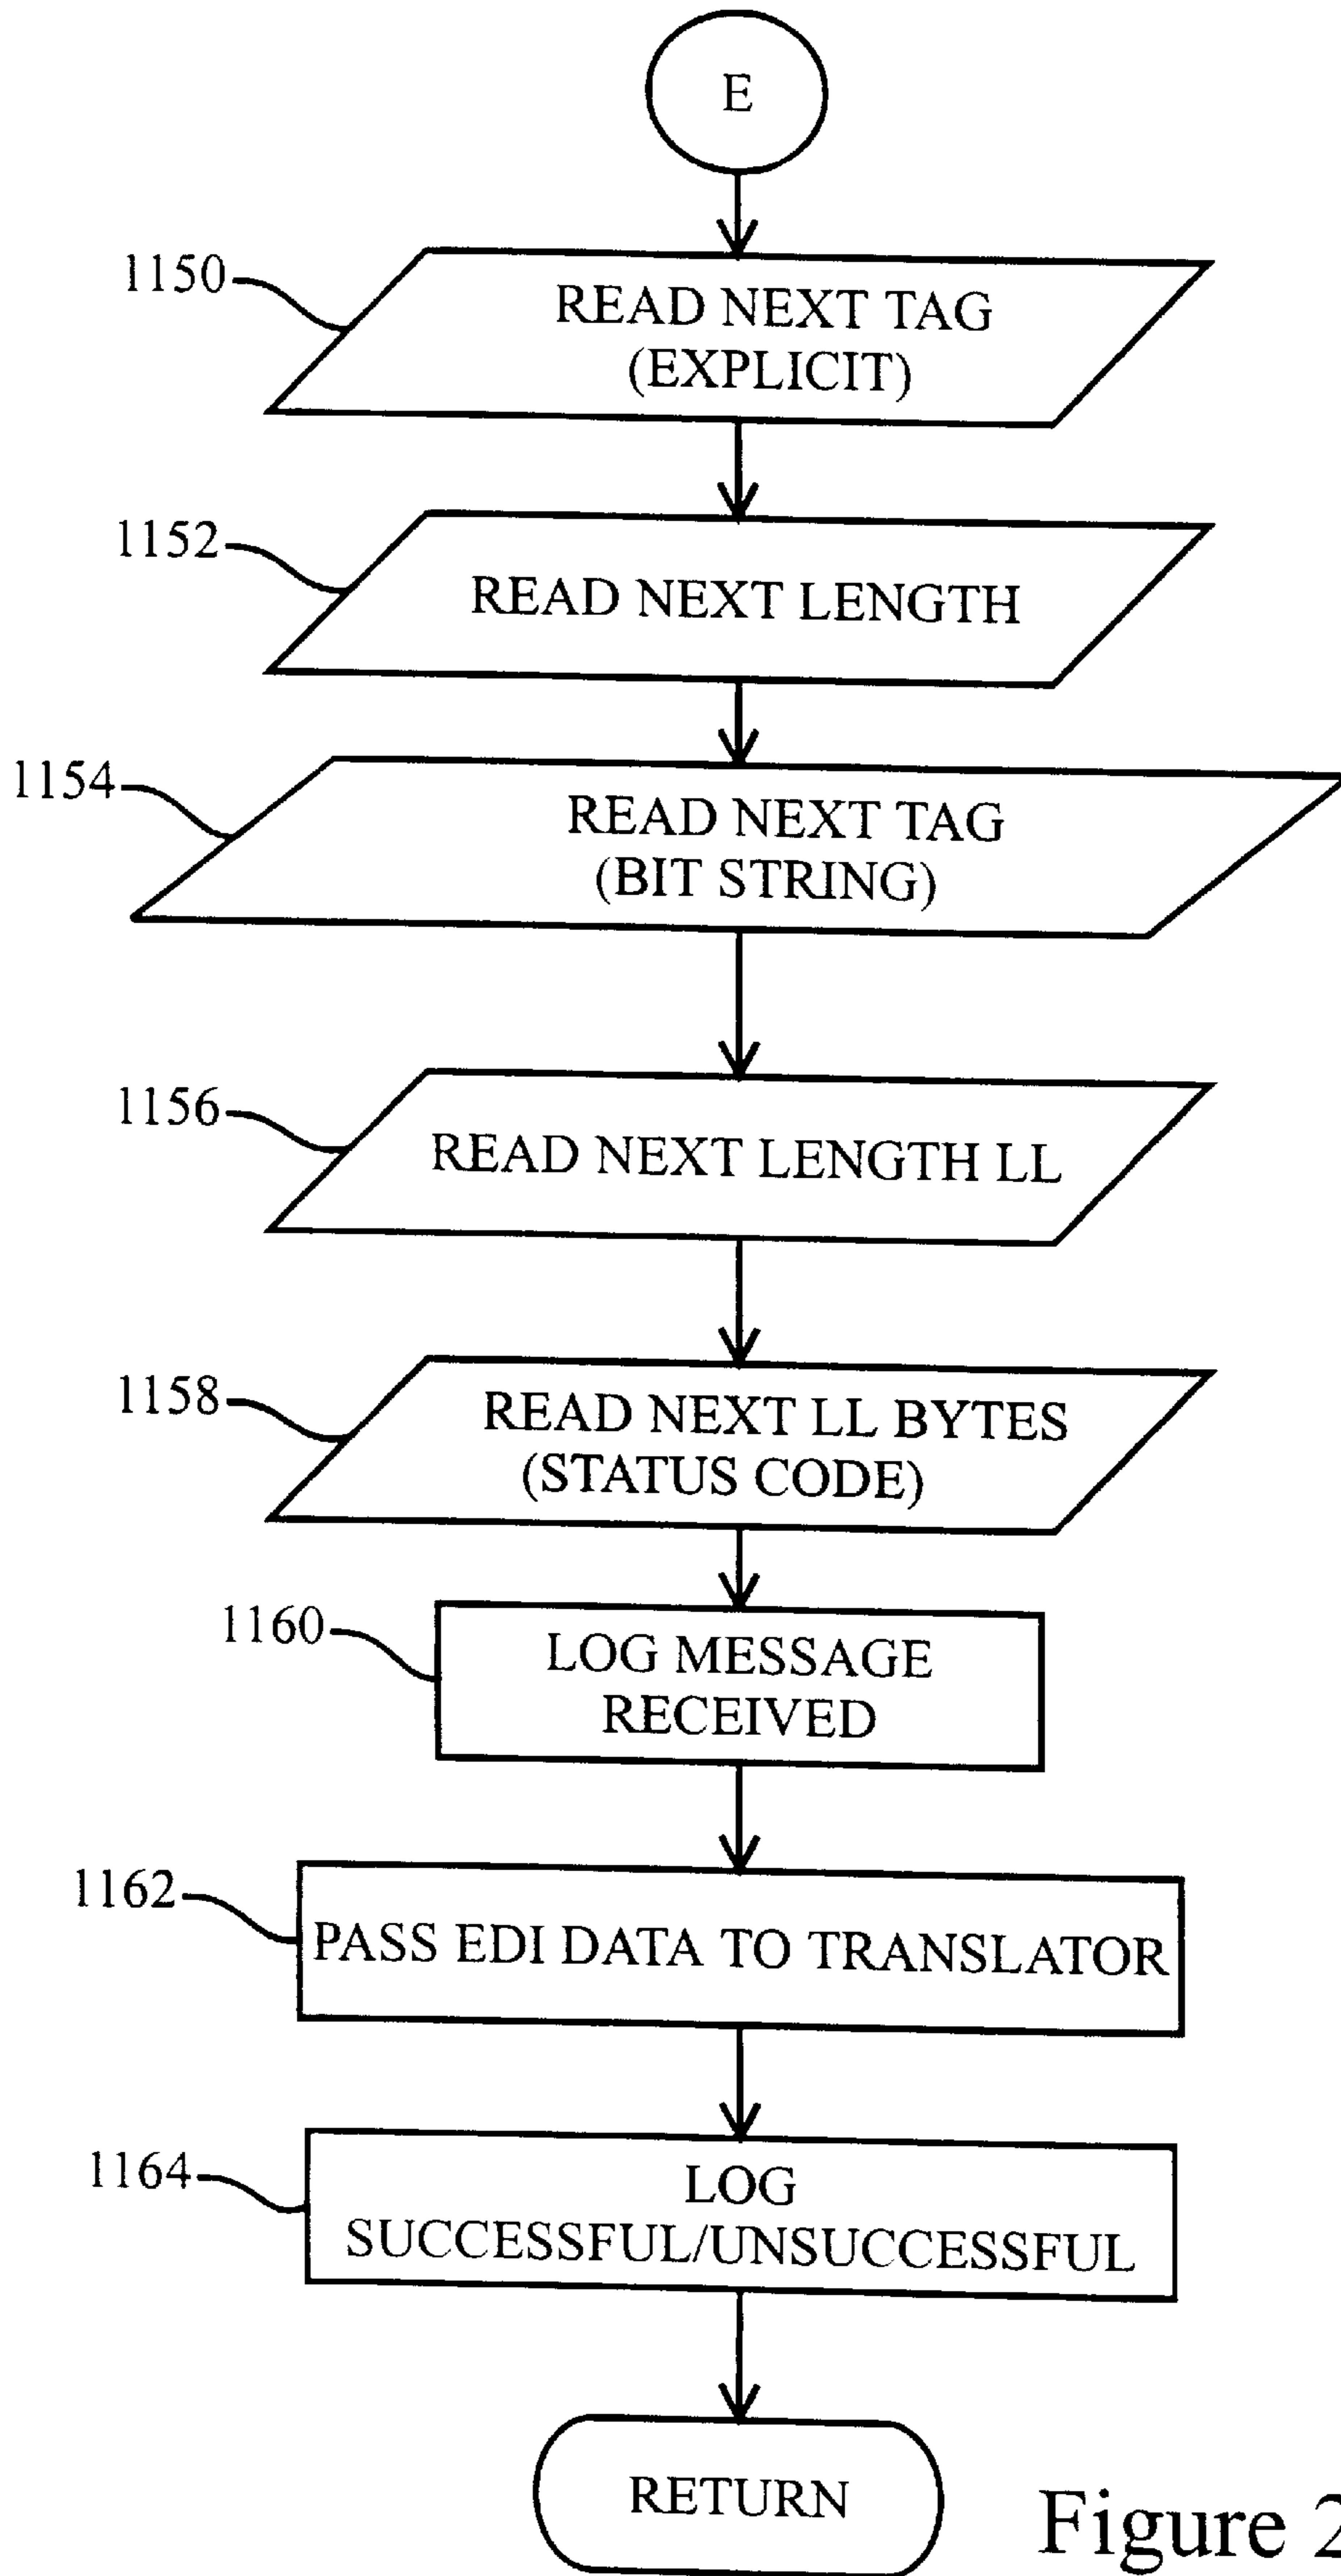 E
1150
READ NEXT TAG
(EXPLICIT)
1152
READ NEXT LENGTH
1154
READ NEXT TAG
(BIT STRING)
1156
READ NEXT LENGTH LL
1158
READ NEXT LL BYTES
(STATUS CODE)
1160
LOG MESSAGE
RECEIVED
1162
PASS EDI DATA TO TRANSLATOR
1164
LOG
SUCCESSFUL/UNSUCCESSFUL
RETURN
Figure 2